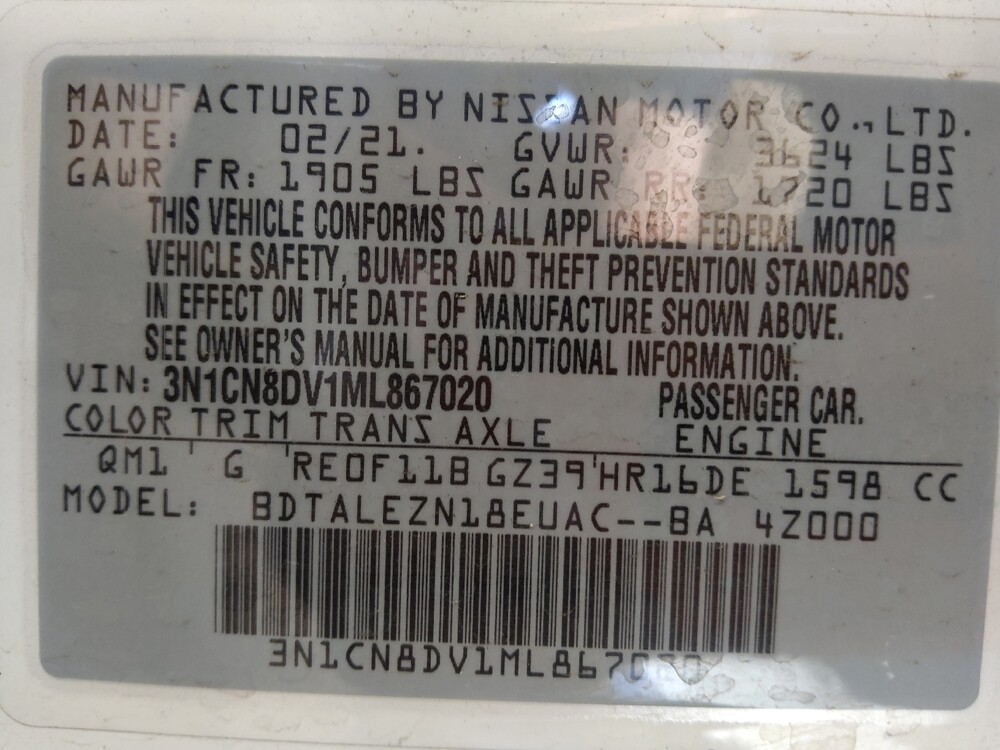 MANUFACTURED BY NISSAN MOTOR CO., LTD.
DATE: 02/21. GVWR: 3624 LBS
GAWR FR: 1905 LBS GAWR RR: 1720 LBS
THIS VEHICLE CONFORMS TO ALL APPLICABLE FEDERAL MOTOR
VEHICLE SAFETY, BUMPER AND THEFT PREVENTION STANDARDS
IN EFFECT ON THE DATE OF MANUFACTURE SHOWN ABOVE.
SEE OWNER'S MANUAL FOR ADDITIONAL INFORMATION.
VIN: 3N1CN8DV1ML867020 PASSENGER CAR.
COLOR TRIM TRANS AXLE ENGINE
QM1 ' G 'RE0F11B GZ39'HR16DE 1598 CC
MODEL: BDTALEZN18EUAC--BA 4Z000
3N1CN8DV1ML867020